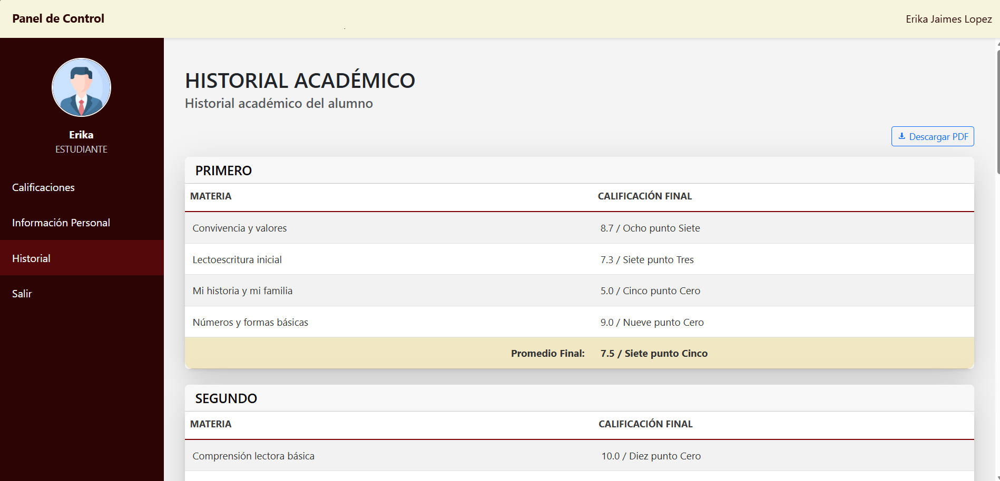 Panel de Control
Erika Jaimes Lopez
Erika
ESTUDIANTE
Calificaciones
Información Personal
Historial
Salir
HISTORIAL ACADÉMICO
Historial académico del alumno
Descargar PDF
PRIMERO
MATERIA CALIFICACIÓN FINAL
Convivencia y valores 8.7 / Ocho punto Siete
Lectoescritura inicial 7.3 / Siete punto Tres
Mi historia y mi familia 5.0 / Cinco punto Cero
Números y formas básicas 9.0 / Nueve punto Cero
Promedio Final: 7.5 / Siete punto Cinco
SEGUNDO
MATERIA CALIFICACIÓN FINAL
Comprensión lectora básica 10.0 / Diez punto Cero